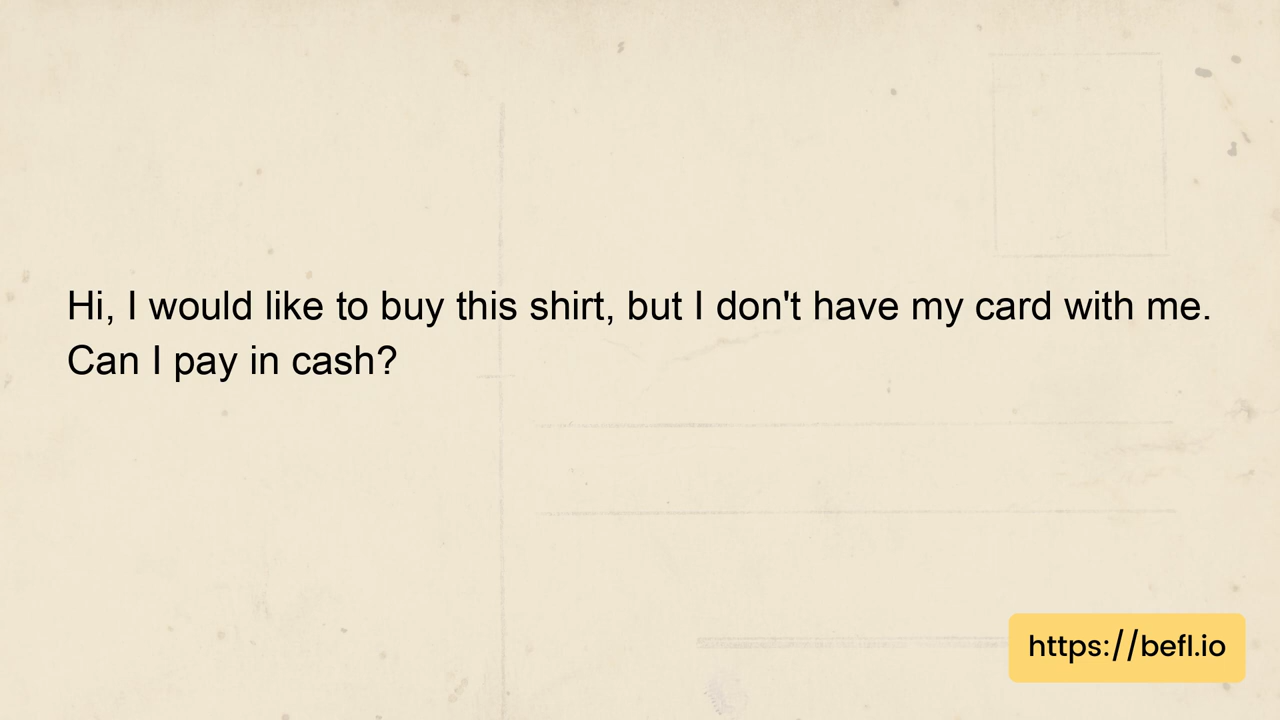 Hi, I would like to buy this shirt, but I don't have my card with me.
Can I pay in cash?
https://befl.io